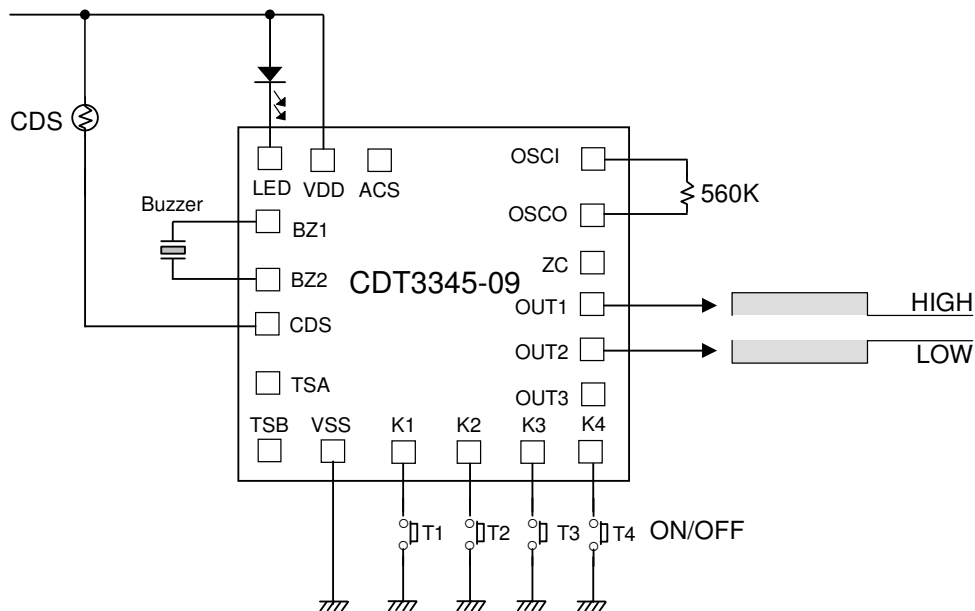 CDS
LED
VDD
ACS
OSCI
560K
Buzzer
BZ1
OSCO
BZ2
CDT3345-09
ZC
OUT1
HIGH
CDS
OUT2
LOW
TSA
OUT3
TSB
VSS
K1
K2
K3
K4
T1
T2
T3
T4
ON/OFF